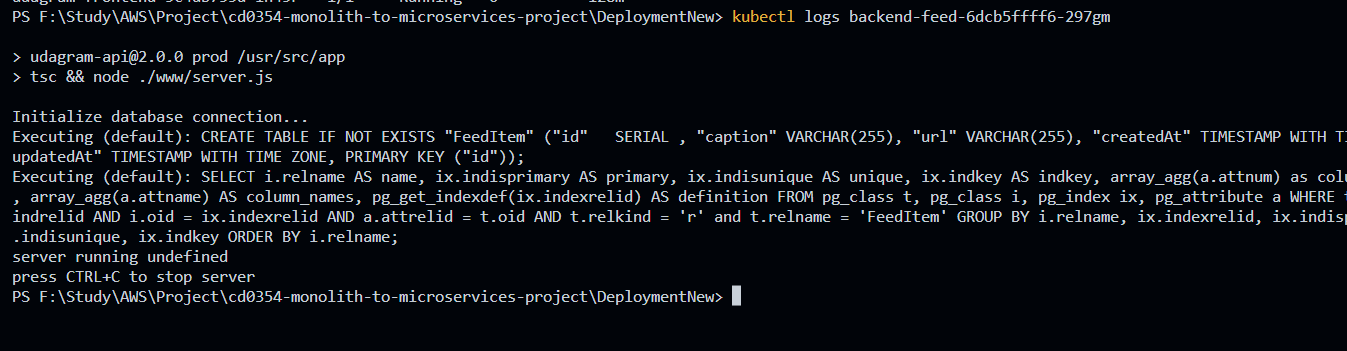 PS F:\Study\AWS\Project\cd0354-monolith-to-microservices-project\DeploymentNew> kubectl logs backend-feed-6dcb5ffff6-297gm
> udagram-api@2.0.0 prod /usr/src/app
> tsc && node ./www/server.js
Initialize database connection...
Executing (default): CREATE TABLE IF NOT EXISTS "FeedItem" ("id"   SERIAL , "caption" VARCHAR(255), "url" VARCHAR(255), "createdAt" TIMESTAMP WITH
updatedAt" TIMESTAMP WITH TIME ZONE, PRIMARY KEY ("id"));
Executing (default): SELECT i.relname AS name, ix.indisprimary AS primary, ix.indisunique AS unique, ix.indkey AS indkey, array_agg(a.attnum) as
, array_agg(a.attname) AS column_names, pg_get_indexdef(ix.indexrelid) AS definition FROM pg_class t, pg_class i, pg_index ix, pg_attribute a WHERE
indrelid AND i.oid = ix.indexrelid AND a.attrelid = t.oid AND t.relkind = 'r' and t.relname = 'FeedItem' GROUP BY i.relname, ix.indexrelid,
.indisunique, ix.indkey ORDER BY i.relname;
server running undefined
press CTRL+C to stop server
PS F:\Study\AWS\Project\cd0354-monolith-to-microservices-project\DeploymentNew>